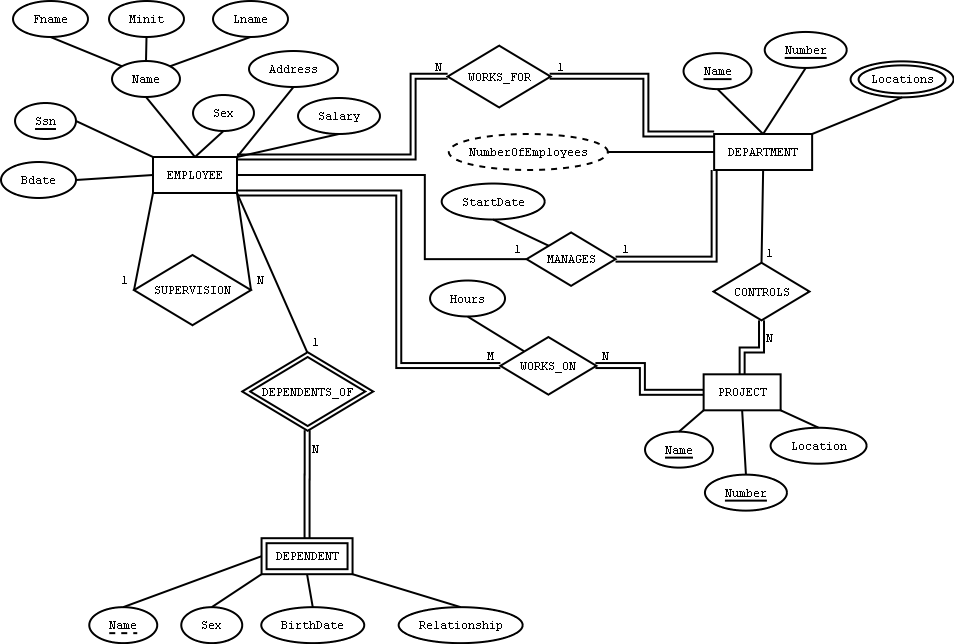 Fname
Minit
Lname
Name
Address
Sex
Salary
Ssn
Bdate
EMPLOYEE
N
WORKS_FOR
1
Name
Number
Locations
NumberOfEmployees
DEPARTMENT
StartDate
1
MANAGES
1
1
SUPERVISION
N
1
CONTROLS
N
Hours
M
WORKS_ON
N
PROJECT
Name
Number
Location
1
DEPENDENTS_OF
N
DEPENDENT
Name
Sex
BirthDate
Relationship